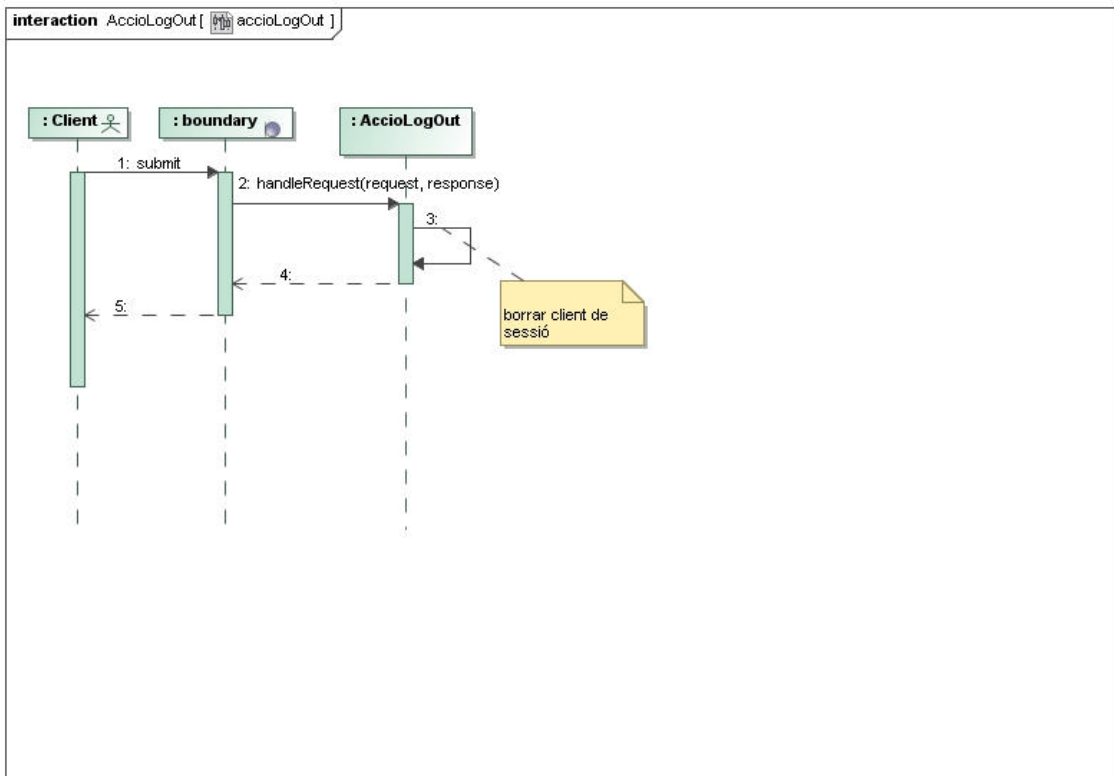 interaction AccioLogOut[ accioLogOut ]
: Client
: boundary
: AccioLogOut
1: submit
2: handleRequest(request, response)
3:
4:
5:
borrar client de
sessió